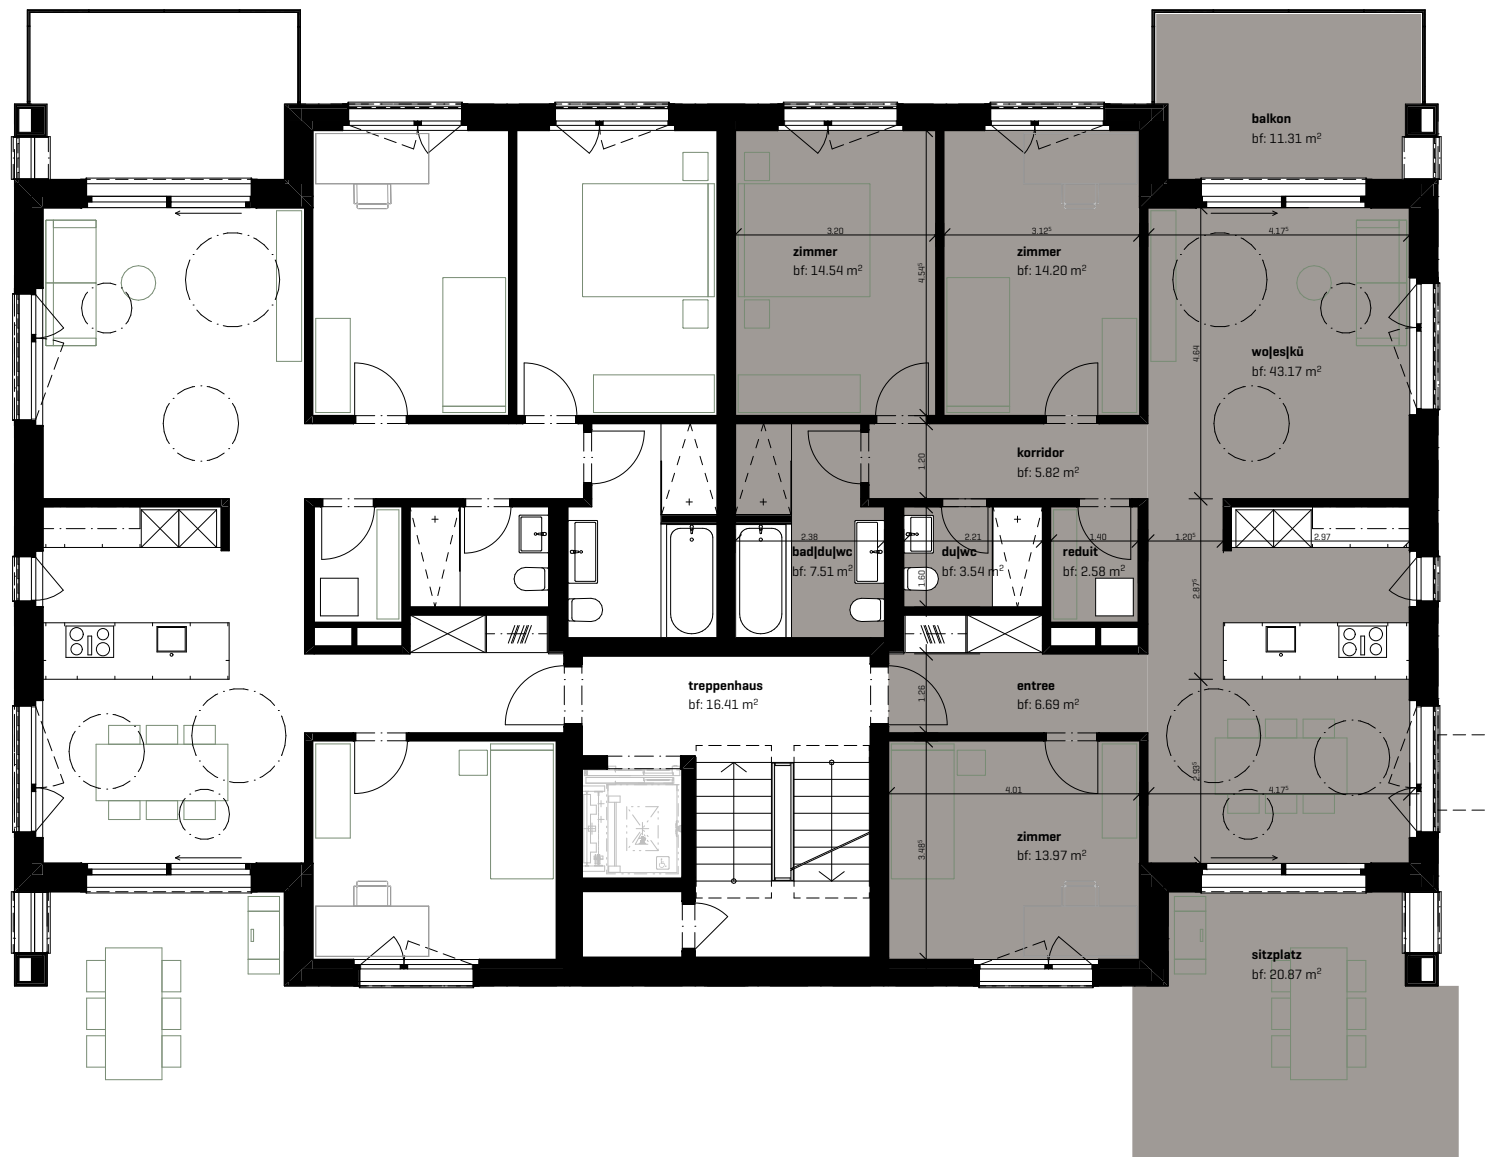 balkon
bf: 11.31 m²
3.20
3.12⁵
4.17⁵
zimmer
bf: 14.54 m²
zimmer
bf: 14.20 m²
4.54⁵
wo|es|kü
bf: 43.17 m²
4.64
korridor
bf: 5.82 m²
1.20
2.38
2.21
1.40
1.20⁵
2.97
bad|du|wc
bf: 7.51 m²
du|wc
bf: 3.54 m²
reduit
bf: 2.58 m²
1.60
2.87⁵
treppenhaus
bf: 16.41 m²
entree
bf: 6.69 m²
1.26
2.93⁵
4.01
4.17⁵
zimmer
bf: 13.97 m²
3.48⁵
sitzplatz
bf: 20.87 m²